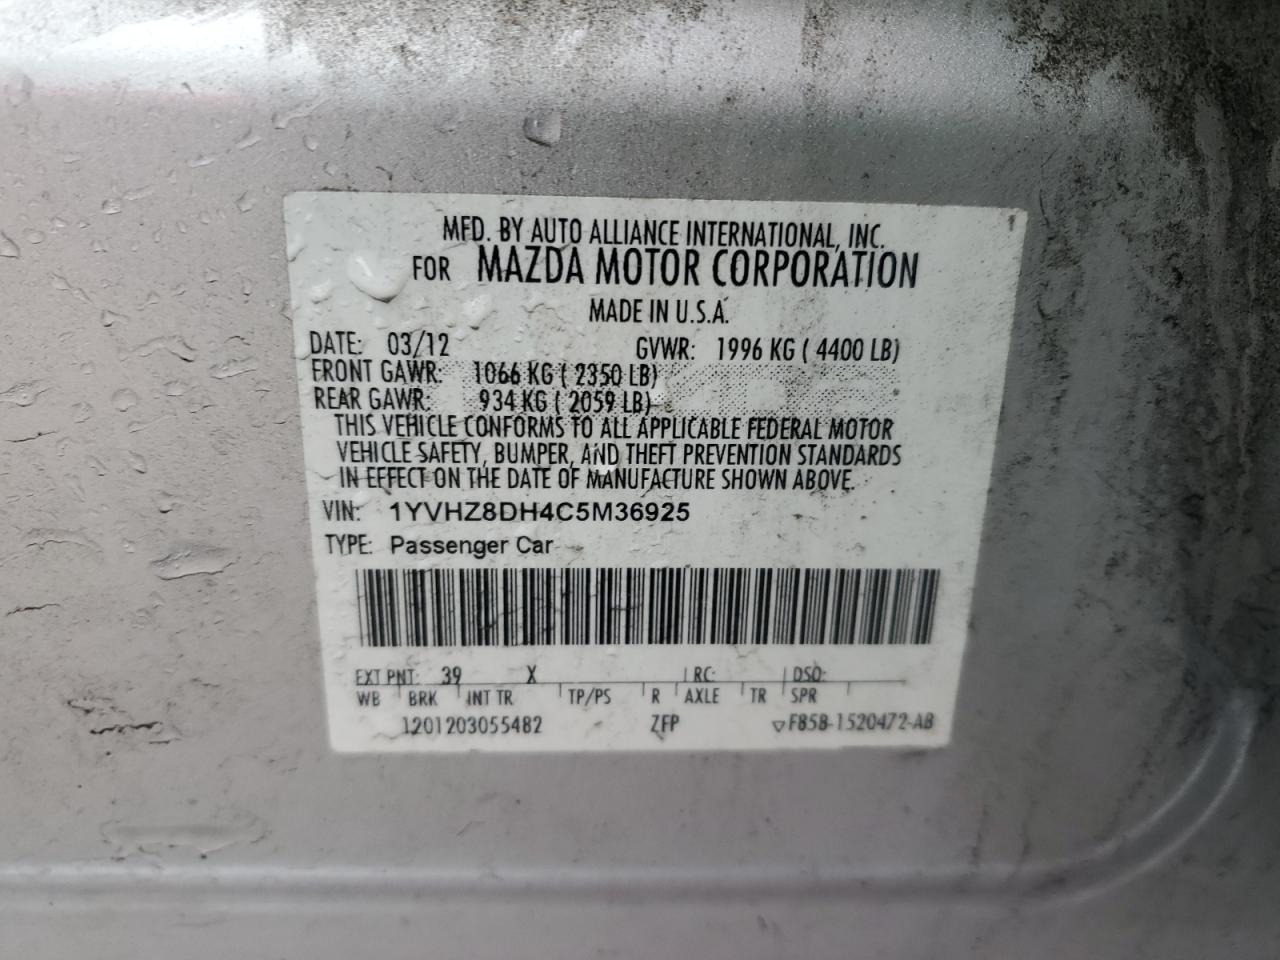 MFD. BY AUTO ALLIANCE INTERNATIONAL, INC.
FOR MAZDA MOTOR CORPORATION
MADE IN U.S.A.
DATE: 03/12 GVWR: 1996 KG ( 4400 LB)
FRONT GAWR: 1066 KG ( 2350 LB)
REAR GAWR: 934 KG ( 2059 LB)
THIS VEHICLE CONFORMS TO ALL APPLICABLE FEDERAL MOTOR
VEHICLE SAFETY, BUMPER, AND THEFT PREVENTION STANDARDS
IN EFFECT ON THE DATE OF MANUFACTURE SHOWN ABOVE.
VIN: 1YVHZ8DH4C5M36925
TYPE: Passenger Car
EXT PNT: 39 X RC: DSO:
WB BRK INT TR TP/PS R AXLE TR SPR
1201203055482 ZFP F85B-1520472-AB